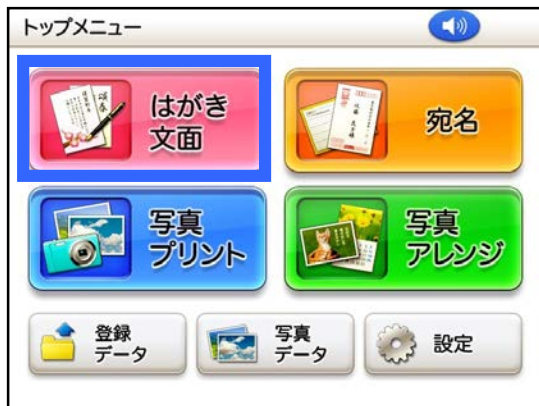 トップメニュー
はがき
文面
宛名
写真
プリント
写真
アレンジ
登録
データ
写真
データ
設定